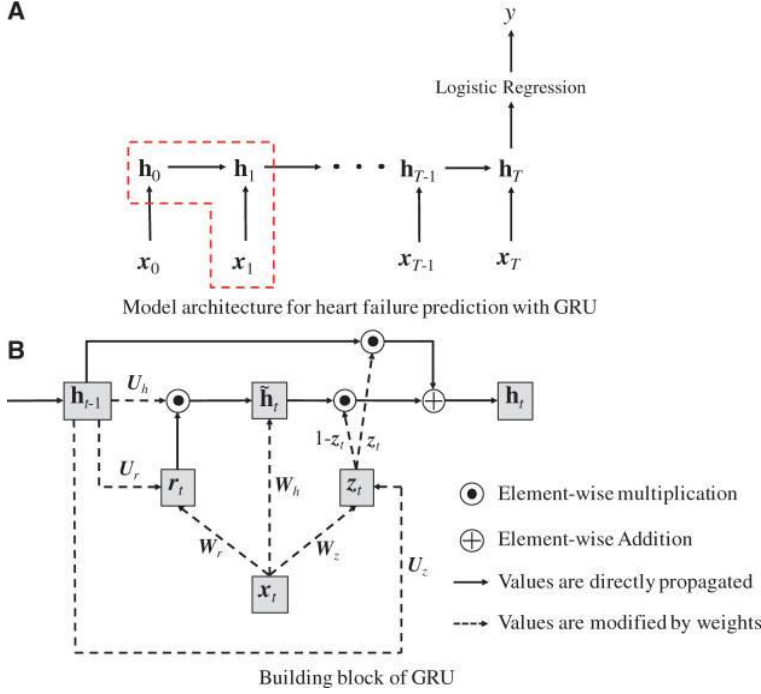 A
y
Logistic Regression
h0 h1 · · · hT-1 hT
x0 x1 xT-1 xT
Model architecture for heart failure prediction with GRU
B
ht-1 Uh h̃t ht
1-zt zt
Ur rt Wh zt
Element-wise multiplication
Wr Wz Uz
Element-wise Addition
xt
Values are directly propagated
Values are modified by weights
Building block of GRU